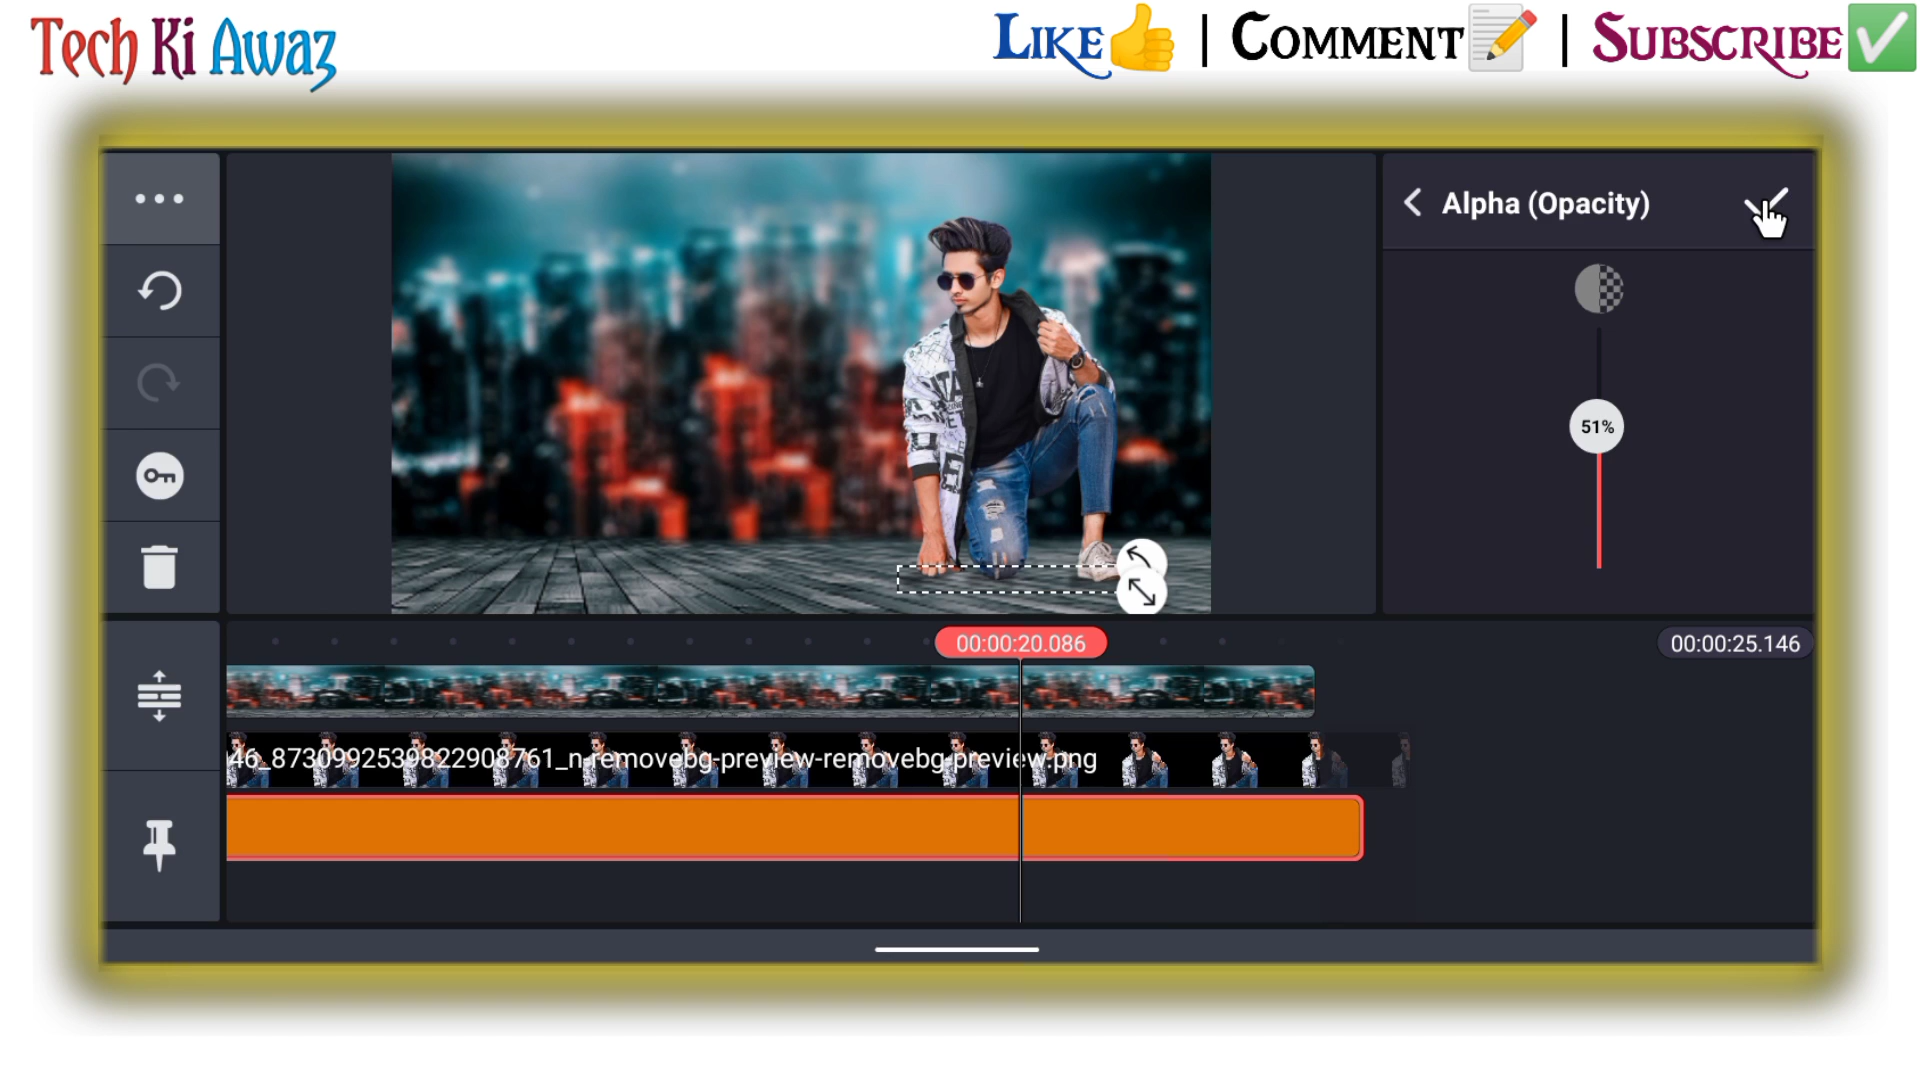 Tech Ki Awaz
Like👍 | Comment📝 | Subscribe✅
Alpha (Opacity)
51%
00:00:20.086
00:00:25.146
46_8730992539822908761_n-removebg-preview-removebg-preview.png